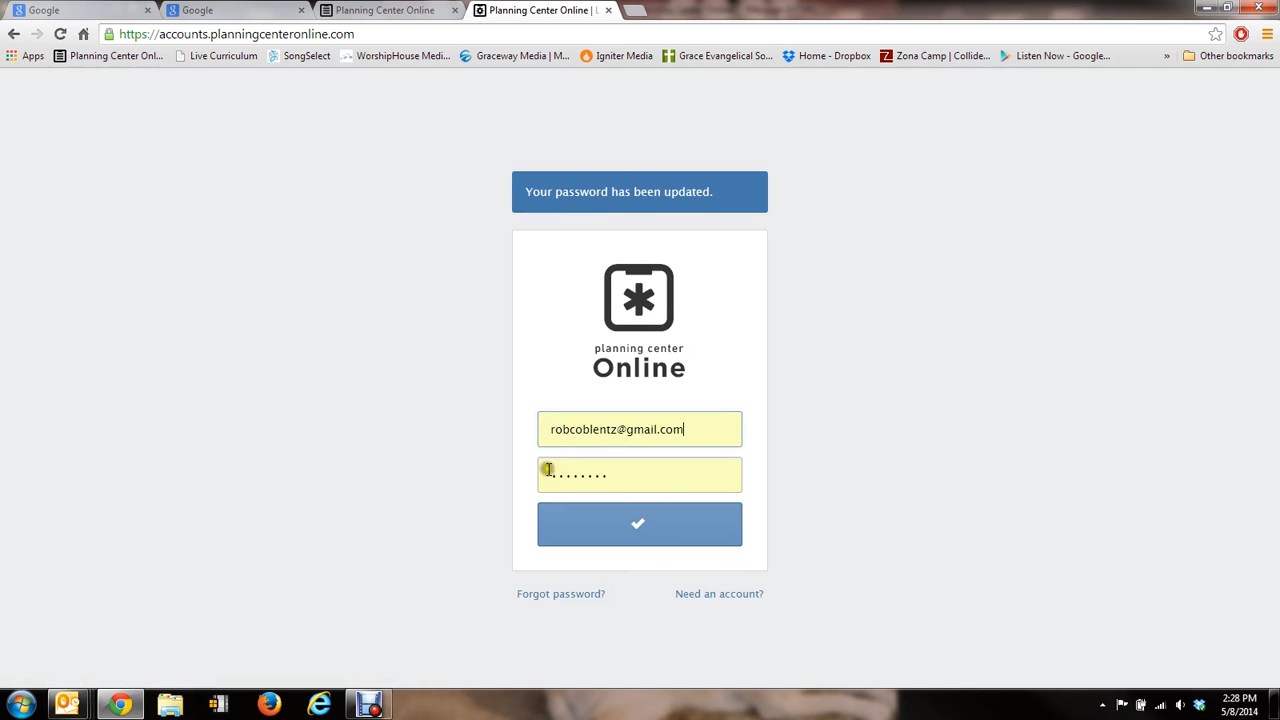 Google
Google
Planning Center Online
Planning Center Online | L
https://accounts.planningcenteronline.com
Apps
Planning Center Onl...
Live Curriculum
SongSelect
WorshipHouse Medi...
Graceway Media | M...
Igniter Media
Grace Evangelical So...
Home - Dropbox
Zona Camp | Collide...
Listen Now - Google...
»
Other bookmarks
Your password has been updated.
planning center
Online
robcoblentz@gmail.com
Forgot password?
Need an account?
2:28 PM
5/8/2014